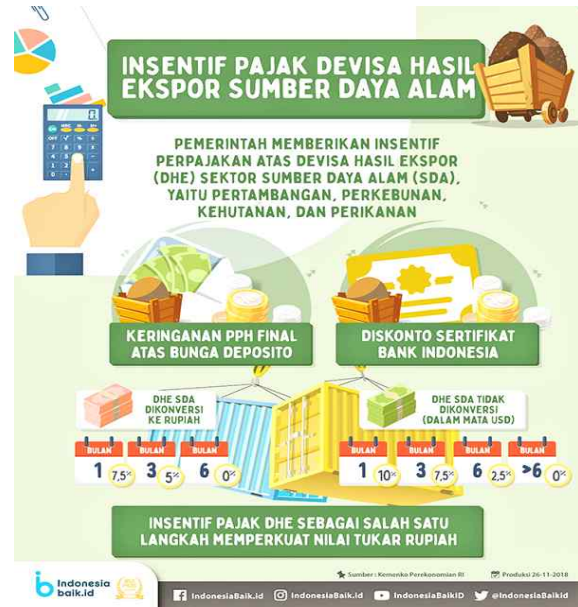 INSENTIF PAJAK DEVISA HASIL
EKSPOR SUMBER DAYA ALAM
PEMERINTAH MEMBERIKAN INSENTIF
PERPAJAKAN ATAS DEVISA HASIL EKSPOR
(DHE) SEKTOR SUMBER DAYA ALAM (SDA),
YAITU PERTAMBANGAN, PERKEBUNAN,
KEHUTANAN, DAN PERIKANAN
KERINGANAN PPH FINAL
ATAS BUNGA DEPOSITO
DISKONTO SERTIFIKAT
BANK INDONESIA
DHE SDA
DIKONVERSI
KE RUPIAH
BULAN BULAN BULAN
1 7,5% 3 5% 6 0%
DHE SDA TIDAK
DIKONVERSI
(DALAM MATA USD)
BULAN BULAN BULAN BULAN
1 10% 3 7,5% 6 2,5% >6 0%
INSENTIF PAJAK DHE SEBAGAI SALAH SATU
LANGKAH MEMPERKUAT NILAI TUKAR RUPIAH
Sumber : Kemenko Perekonomian RI
Produksi 26-11-2018
Indonesia
baik.id
IndonesiaBaik.id IndonesiaBaik.id IndonesiaBaikID @IndonesiaBaikId